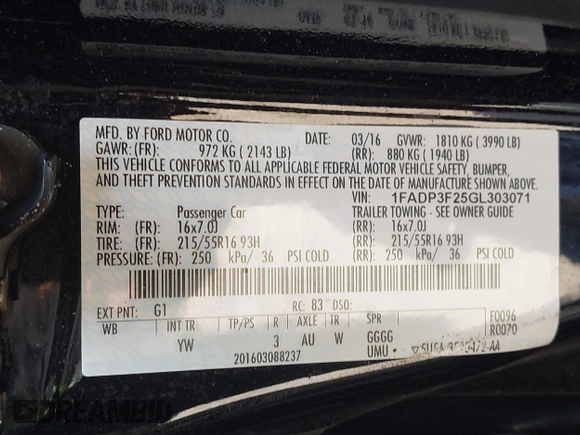 MFD. BY FORD MOTOR CO. DATE: 03/16 GVWR: 1810 KG ( 3990 LB)
GAWR: (FR): 972 KG ( 2143 LB) (RR): 880 KG ( 1940 LB)
THIS VEHICLE CONFORMS TO ALL APPLICABLE FEDERAL MOTOR VEHICLE SAFETY, BUMPER,
AND THEFT PREVENTION STANDARDS IN EFFECT ON THE DATE OF MANUFACTURE SHOWN ABOVE.
VIN: 1FADP3F25GL303071
TYPE: Passenger Car TRAILER TOWING - SEE OWNER GUIDE
RIM: (FR): 16x7.0J (RR): 16x7.0J
TIRE: (FR): 215/55R16 93H (RR): 215/55R16 93H
PRESSURE: (FR): 250 kPa/ 36 PSI COLD (RR): 250 kPa/ 36 PSI COLD
EXT PNT: G1 RC: 83 DSO: F0096
WB INT TR TP/PS R AXLE TR SPR R0070
YW 3 AU W GGGG
201603088237 UMU
DREAMBID